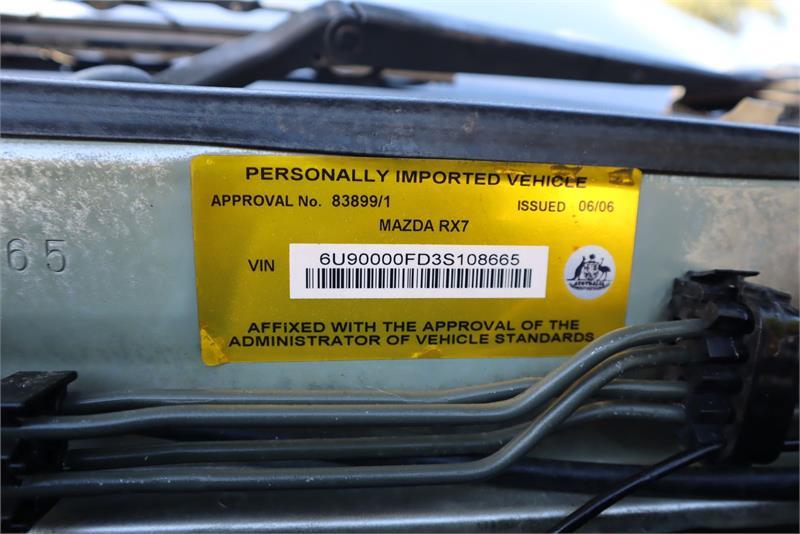 PERSONALLY IMPORTED VEHICLE
APPROVAL No. 83899/1 ISSUED 06/06
MAZDA RX7
65
VIN 6U90000FD3S108665
AUSTRALIA
AFFIXED WITH THE APPROVAL OF THE
ADMINISTRATOR OF VEHICLE STANDARDS